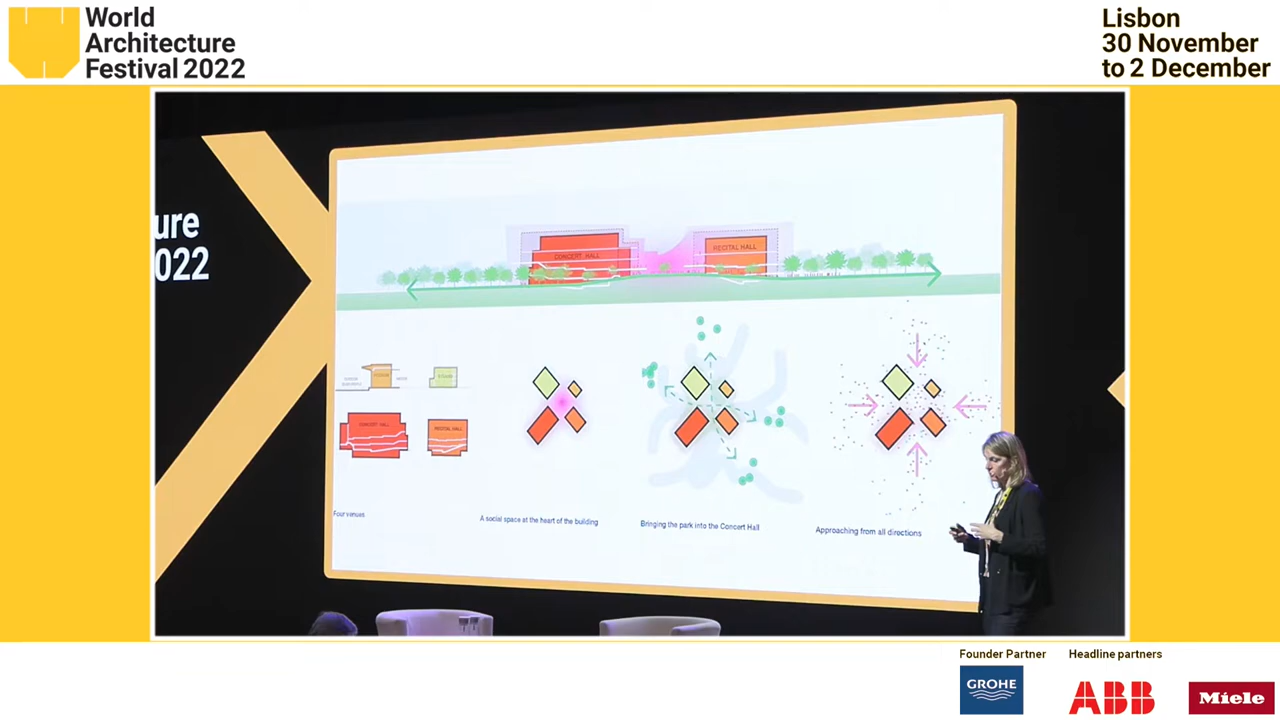 World
Architecture
Festival 2022
Lisbon
30 November
to 2 December
ure
022
CONCERT HALL
RECITAL HALL
CONCERT HALL
RECITAL HALL
Four venues
A social space at the heart of the building
Bringing the park into the Concert Hall
Approaching from all directions
Founder Partner
Headline partners
GROHE
ABB
Miele